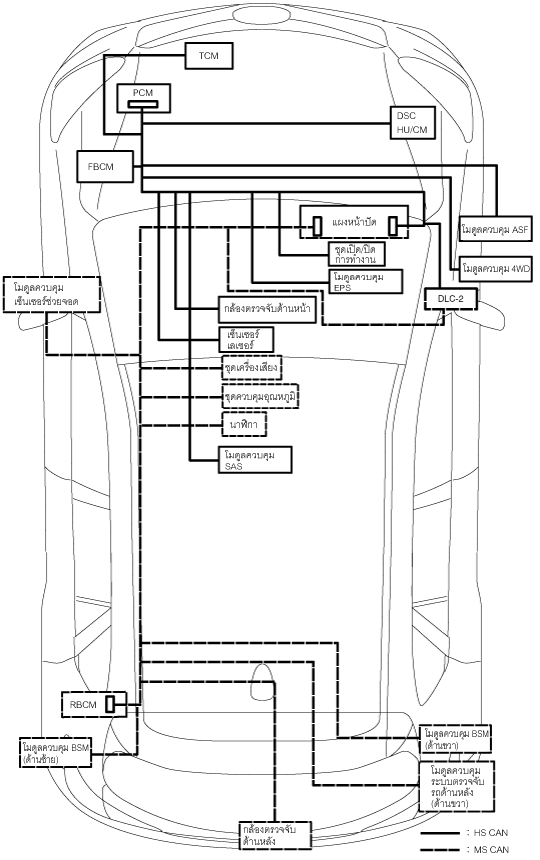 TCM
PCM
DSC
HU/CM
FBCM
แผงหน้าปัด
โมดูลควบคุม ASF
ชุดเปิด/ปิด
การทำงาน
โมดูลควบคุม 4WD
โมดูลควบคุม
EPS
โมดูลควบคุม
เซ็นเซอร์ช่วยจอด
DLC-2
กล้องตรวจจับด้านหน้า
เซ็นเซอร์
เลเซอร์
ชุดเครื่องเสียง
ชุดควบคุมอุณหภูมิ
นาฬิกา
โมดูลควบคุม
SAS
RBCM
โมดูลควบคุม BSM
(ด้านซ้าย)
โมดูลควบคุม BSM
(ด้านขวา)
โมดูลควบคุม
ระบบตรวจจับ
รถด้านหลัง
(ด้านขวา)
กล้องตรวจจับ
ด้านหลัง
: HS CAN
: MS CAN